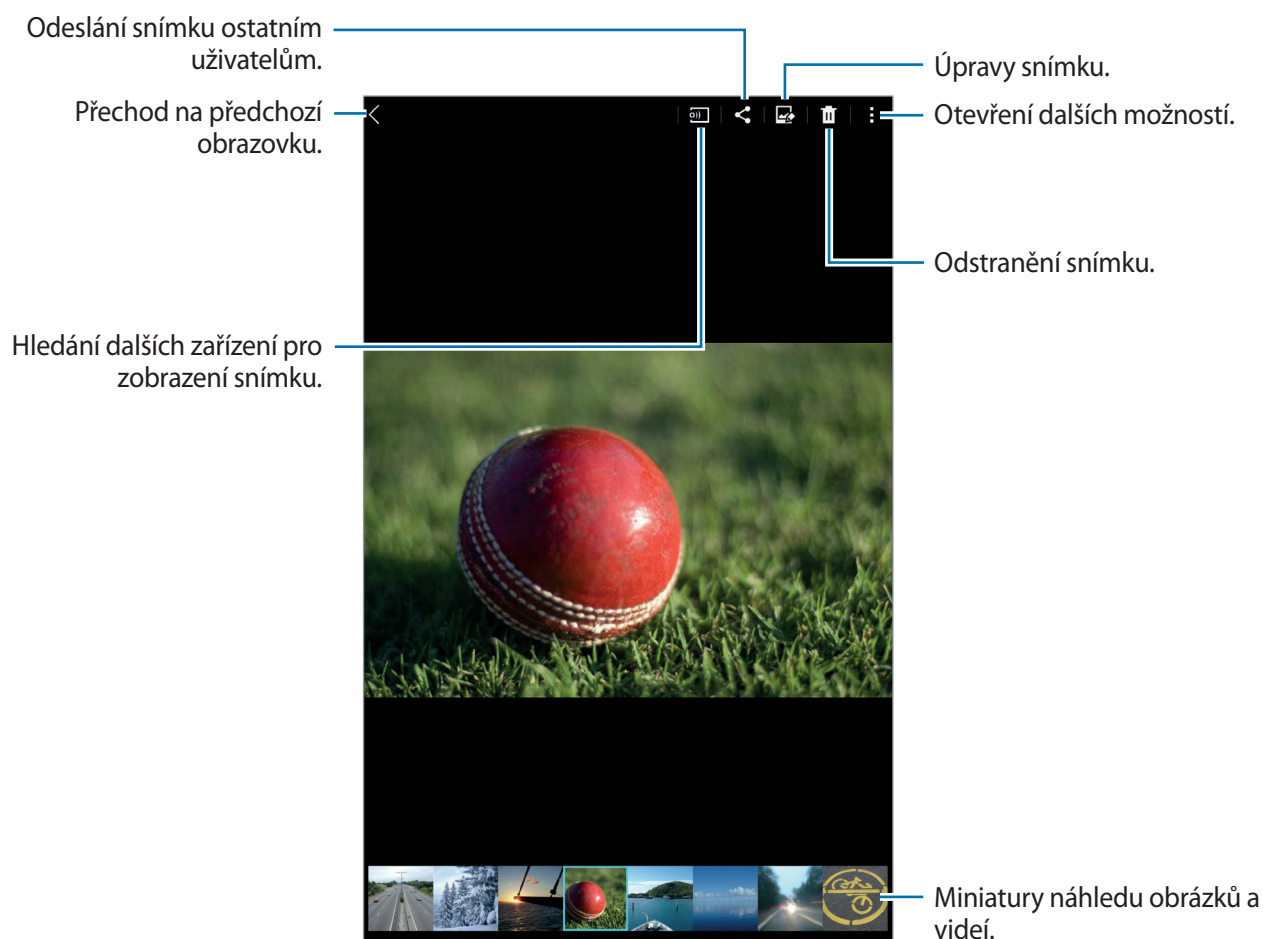 Odeslání snímku ostatním
uživatelům.
Přechod na předchozí
obrazovku.
Hledání dalších zařízení pro
zobrazení snímku.
Úpravy snímku.
Otevření dalších možností.
Odstranění snímku.
Miniatury náhledu obrázků a
videí.